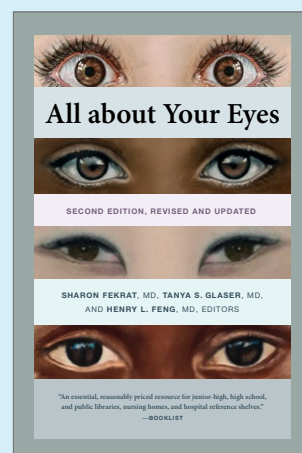 All about Your Eyes
SECOND EDITION, REVISED AND UPDATED
SHARON FEKRAT, MD, TANYA S. GLASER, MD,
AND HENRY L. FENG, MD, EDITORS
"An essential, reasonably priced resource for junior-high, high school,
and public libraries, nursing homes, and hospital reference shelves."
—BOOKLIST